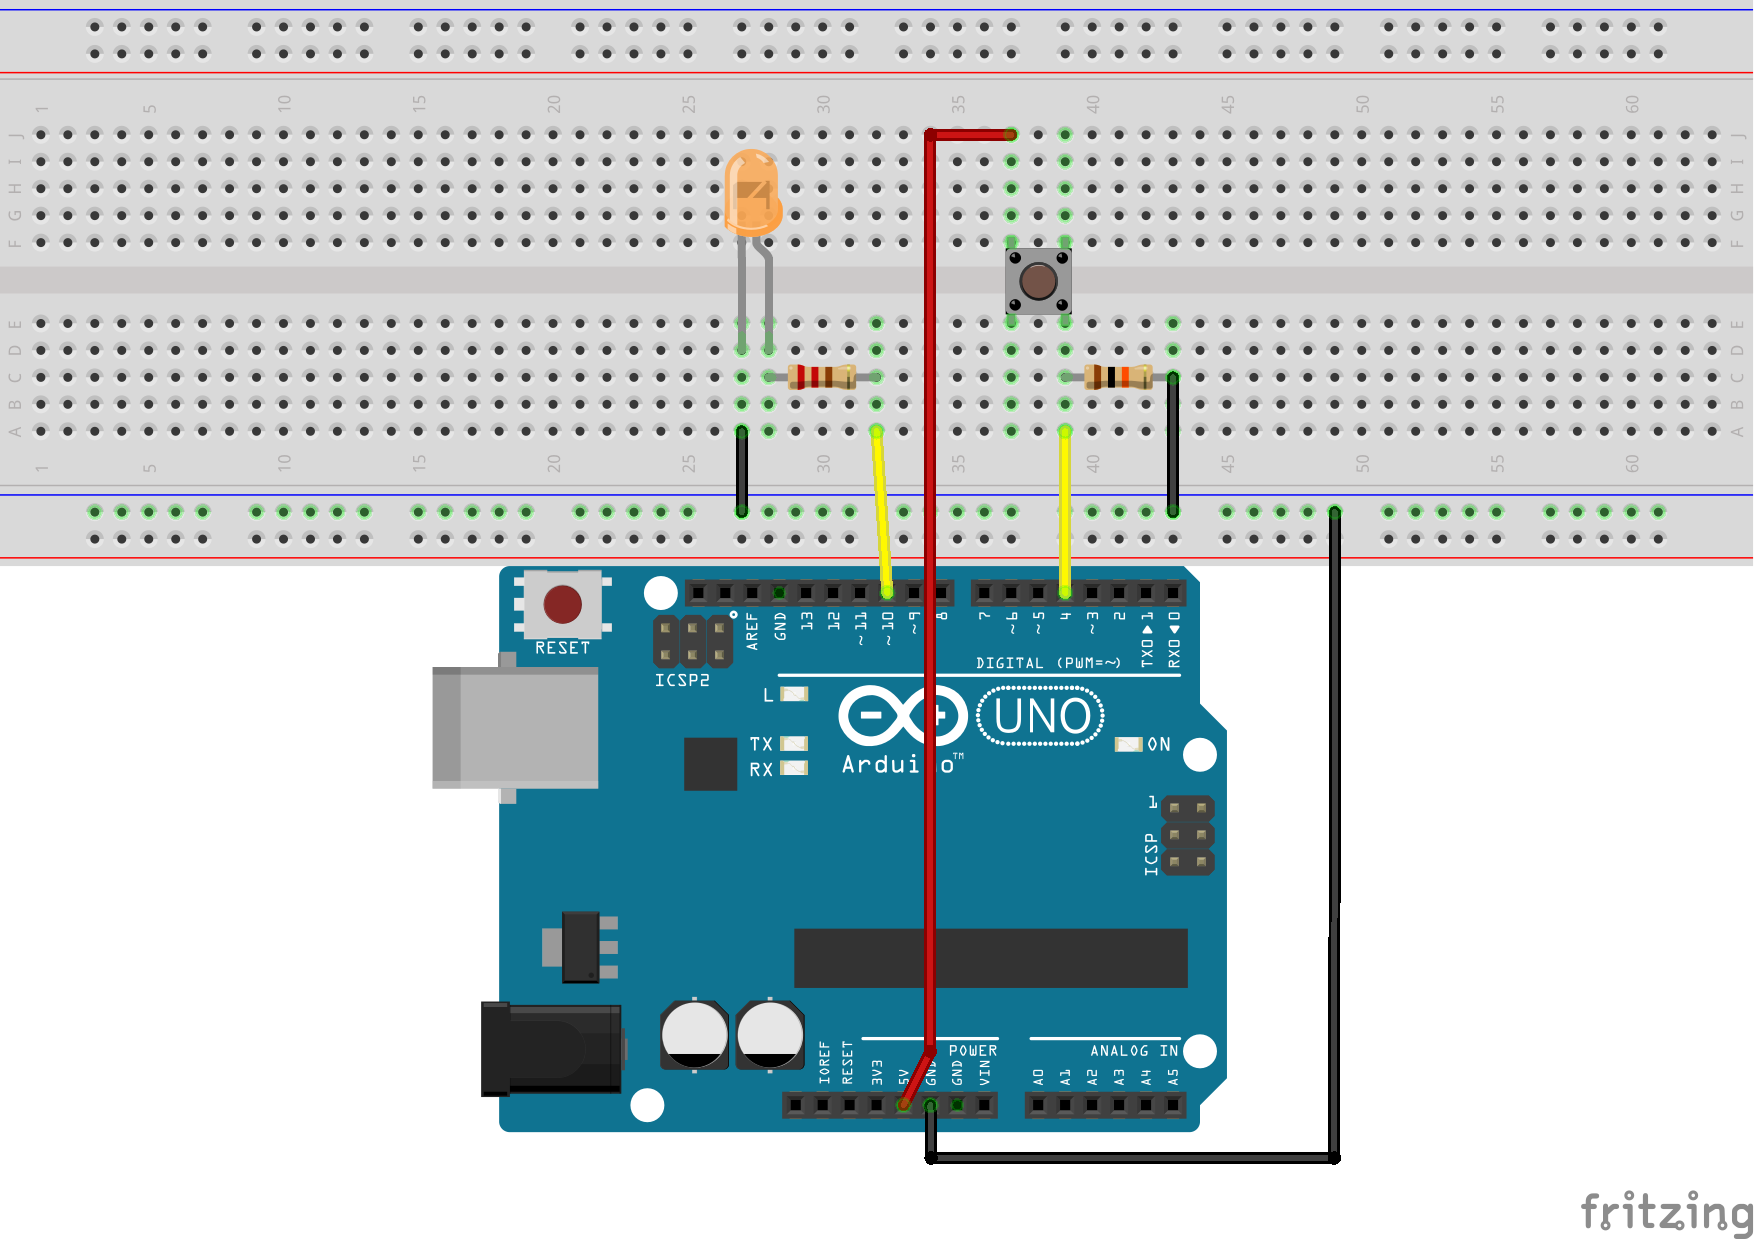 1 5 10 15 20 25 30 35 40 45 50 55 60
J J
I I
H H
G G
F F
E E
D D
C C
B B
A A
1 5 10 15 20 25 30 35 40 45 50 55 60
RESET
ICSP2
AREF GND 13 12 ~11 ~10 ~9 8 7 ~6 ~5 4 ~3 2 TX0▶1 RX0◀0
DIGITAL (PWM=~)
L
TX
RX
UNO
ON
Arduino™
1
ICSP
POWER
ANALOG IN
IOREF RESET 3V3 5V GND GND VIN A0 A1 A2 A3 A4 A5
fritzing